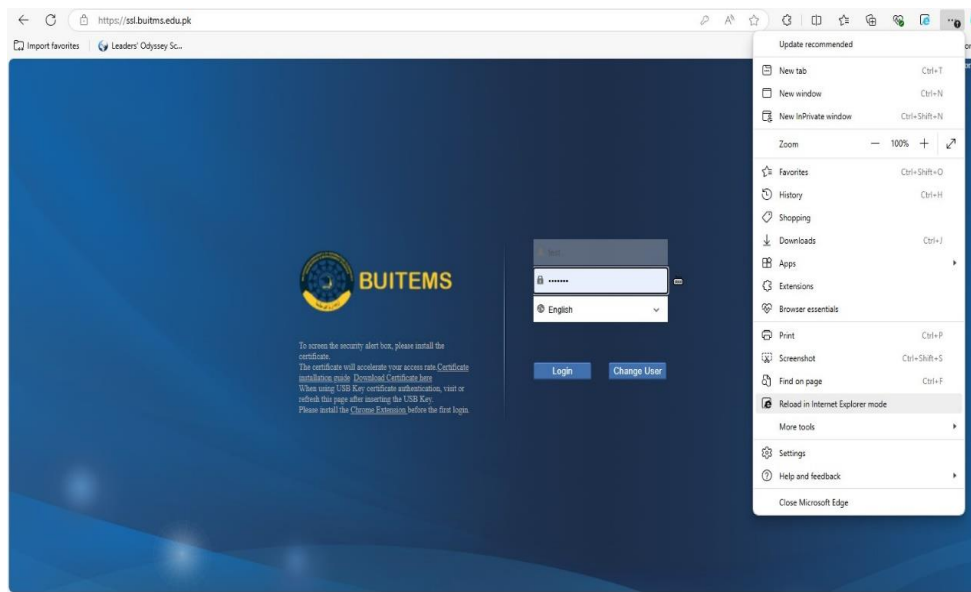 https://ssl.buitms.edu.pk
Import favorites
Leaders' Odyssey Sc...
Update recommended
New tab Ctrl+T
New window Ctrl+N
New InPrivate window Ctrl+Shift+N
Zoom — 100% +
Favorites Ctrl+Shift+O
History Ctrl+H
Shopping
Downloads Ctrl+J
Apps
Extensions
Browser essentials
Print Ctrl+P
Screenshot Ctrl+Shift+S
Find on page Ctrl+F
Reload in Internet Explorer mode
More tools
Settings
Help and feedback
Close Microsoft Edge
BUITEMS
To screen the security alert box, please install the
certificate.
The certificate will accelerate your access rate.Certificate
installation guide Download Certificate here
When using USB Key certificate authentication, visit or
refresh this page after inserting the USB Key.
Please install the Chrome Extension before the first login.
test
•••••••
English
Login
Change User